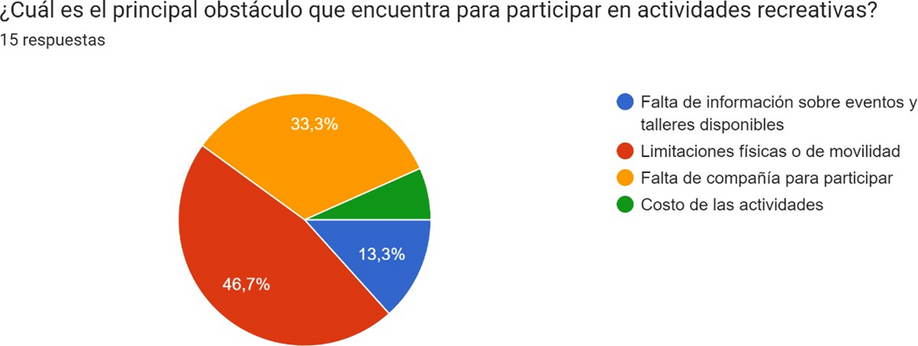 ¿Cuál es el principal obstáculo que encuentra para participar en actividades recreativas?
15 respuestas
33,3%
13,3%
46,7%
Falta de información sobre eventos y
talleres disponibles
Limitaciones físicas o de movilidad
Falta de compañía para participar
Costo de las actividades